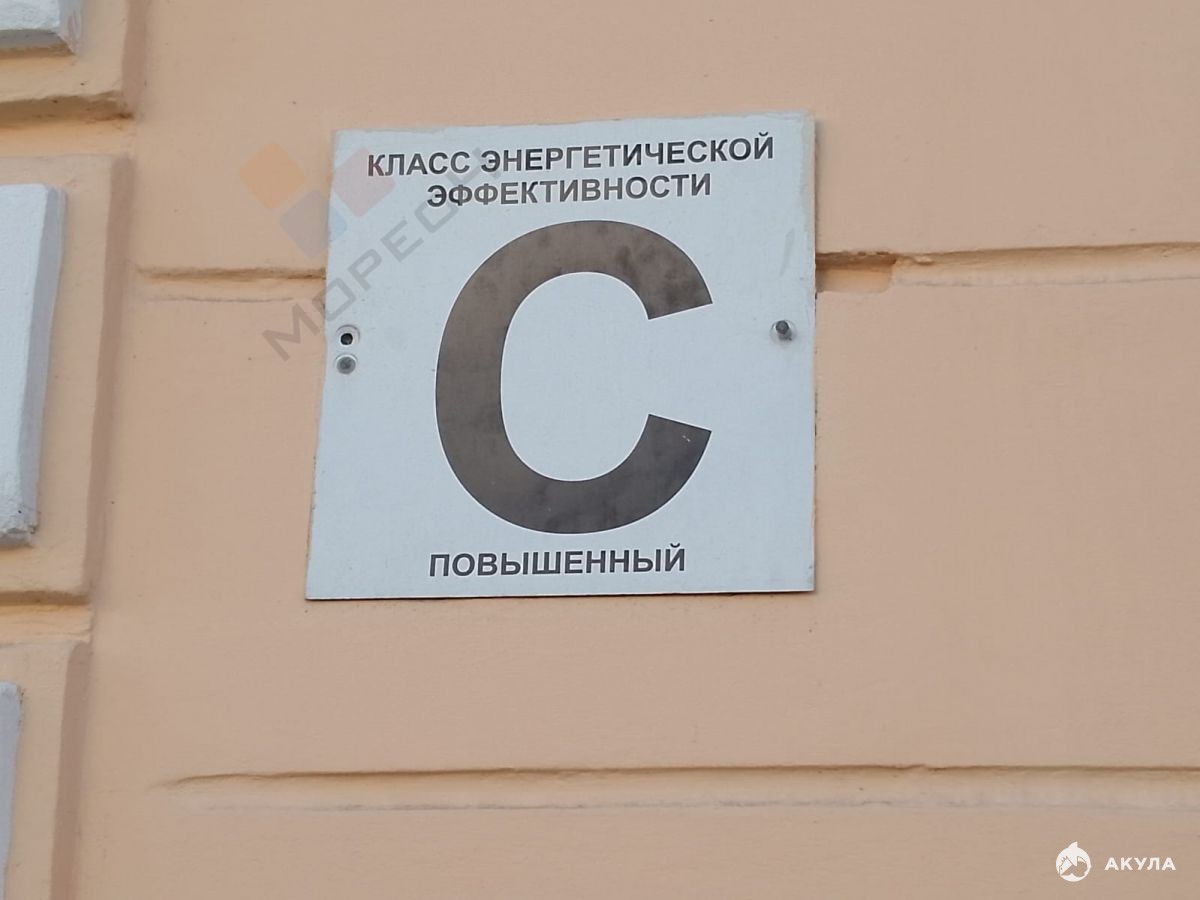 КЛАСС ЭНЕРГЕТИЧЕСКОЙ
ЭФФЕКТИВНОСТИ
С
ПОВЫШЕННЫЙ
АКУЛА